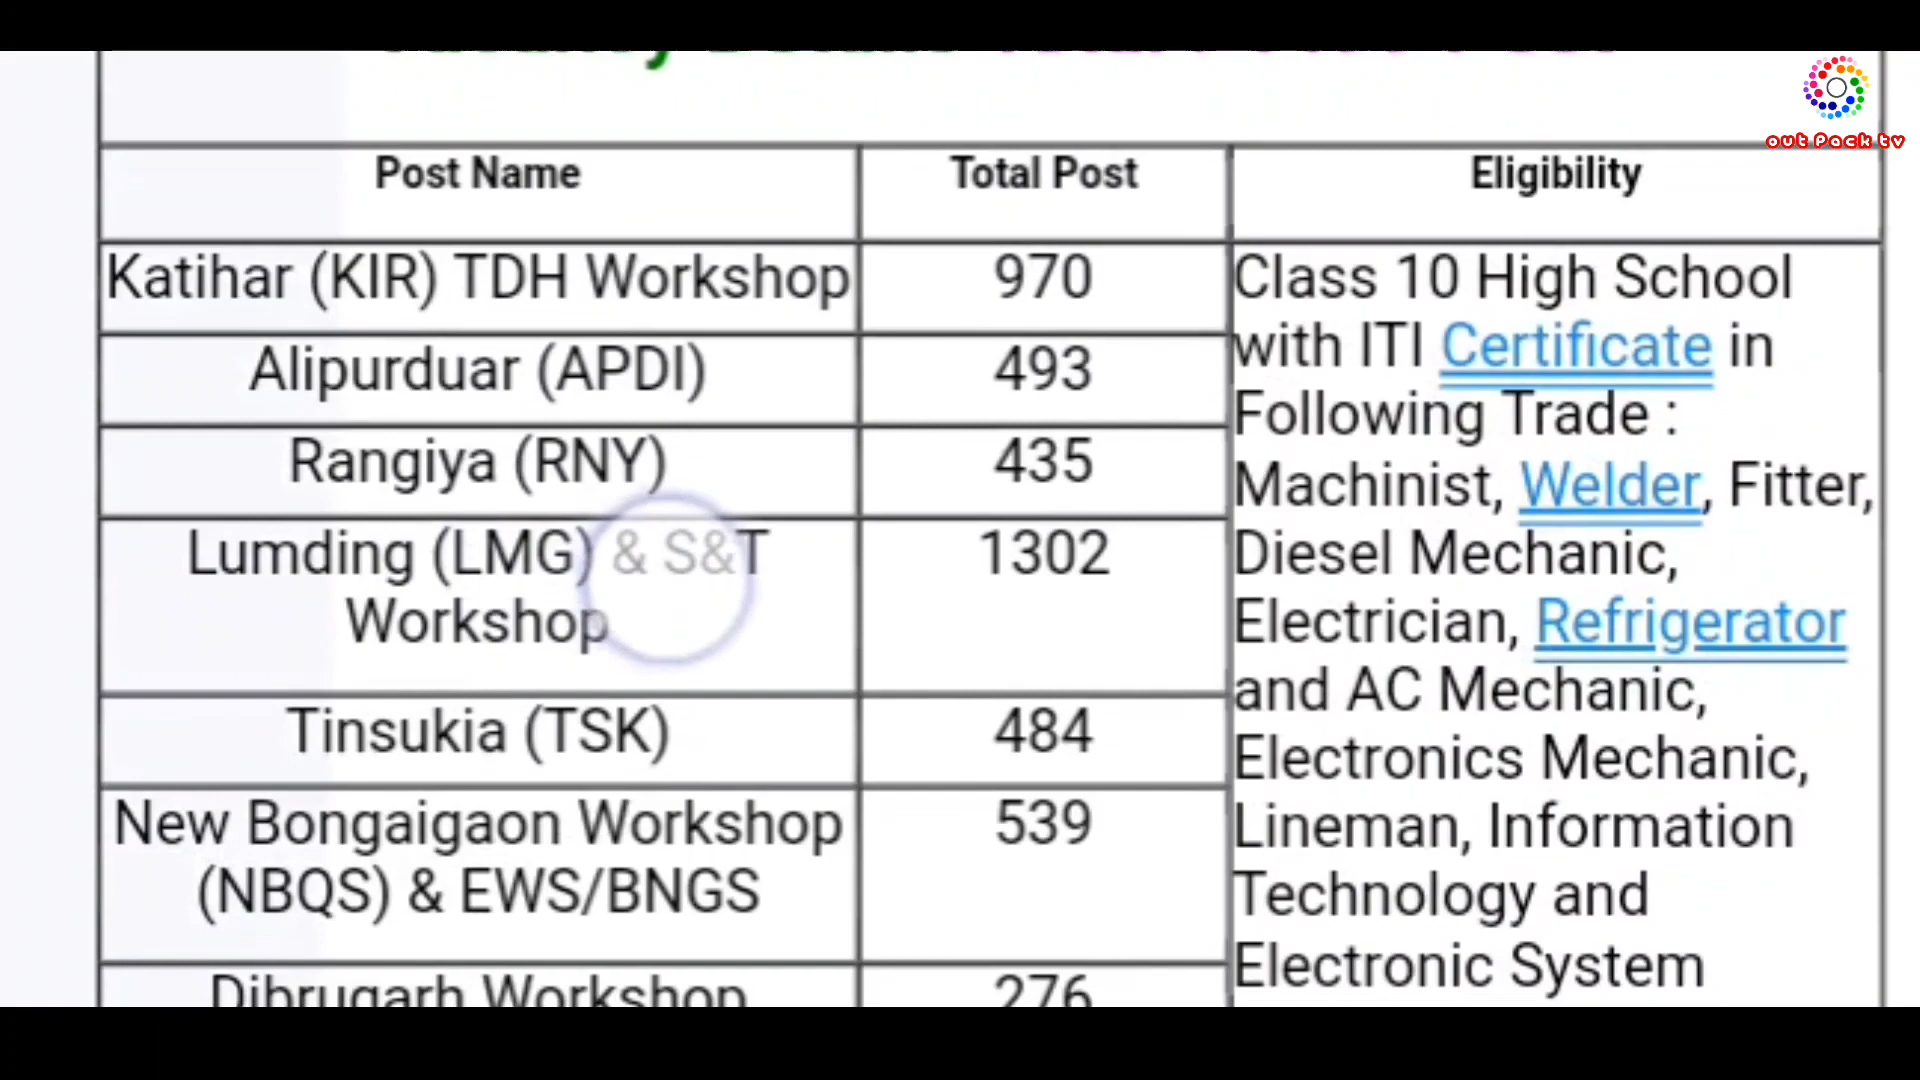 out Pack tv
Post Name
Total Post
Eligibility
Katihar (KIR) TDH Workshop
970
Alipurduar (APDI)
493
Rangiya (RNY)
435
Lumding (LMG) & S&T
Workshop
1302
Tinsukia (TSK)
484
New Bongaigaon Workshop
(NBQS) & EWS/BNGS
539
Dibrugarh Workshop
276
Class 10 High School
with ITI Certificate in
Following Trade :
Machinist, Welder, Fitter,
Diesel Mechanic,
Electrician, Refrigerator
and AC Mechanic,
Electronics Mechanic,
Lineman, Information
Technology and
Electronic System